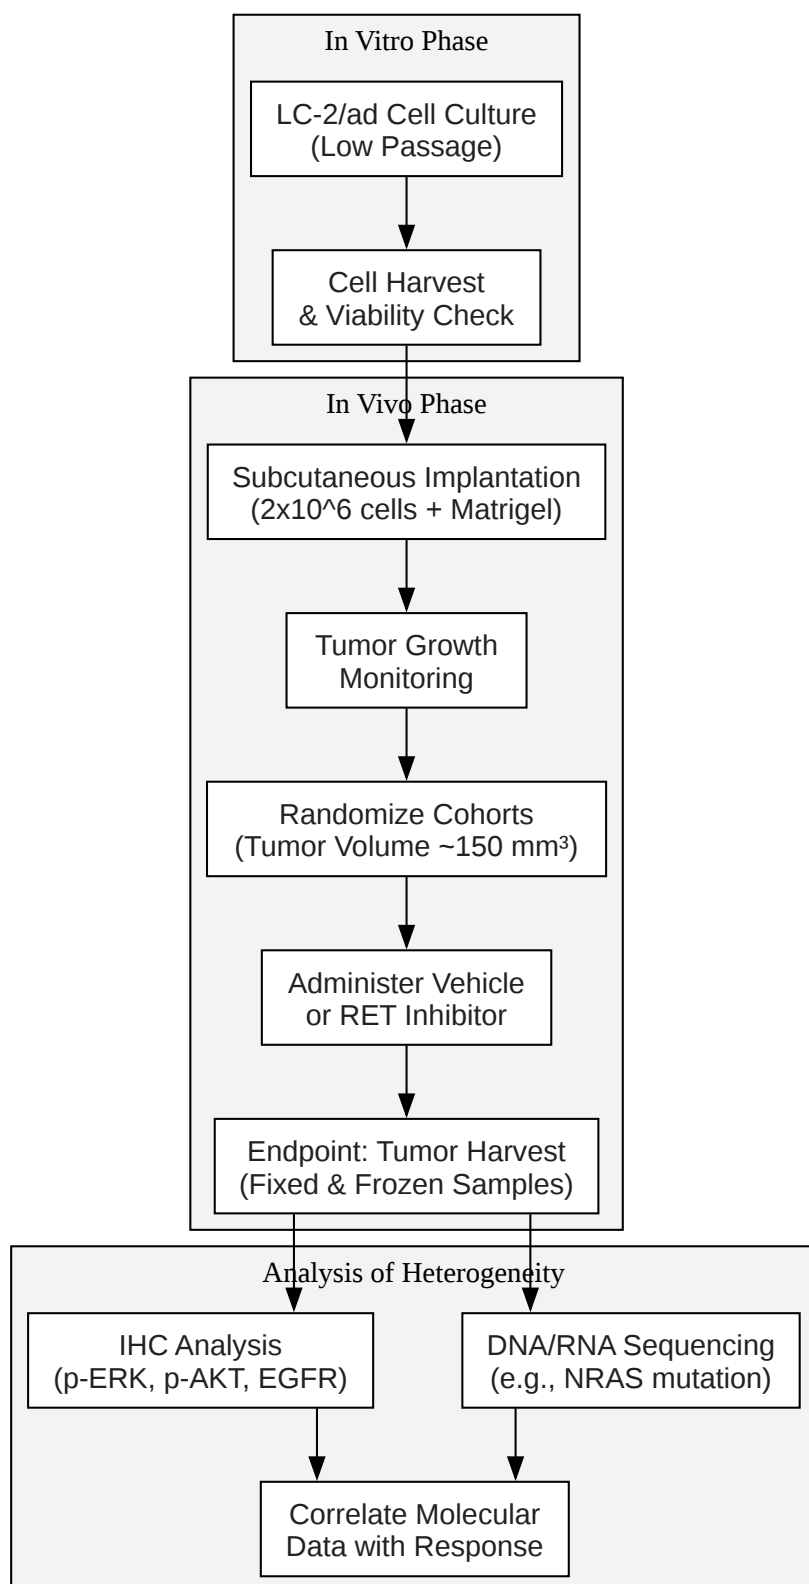 In Vitro Phase
LC-2/ad Cell Culture
(Low Passage)
Cell Harvest
& Viability Check
In Vivo Phase
Subcutaneous Implantation
(2x10^6 cells + Matrigel)
Tumor Growth
Monitoring
Randomize Cohorts
(Tumor Volume ~150 mm³)
Administer Vehicle
or RET Inhibitor
Endpoint: Tumor Harvest
(Fixed & Frozen Samples)
Analysis of Heterogeneity
IHC Analysis
(p-ERK, p-AKT, EGFR)
DNA/RNA Sequencing
(e.g., NRAS mutation)
Correlate Molecular
Data with Response